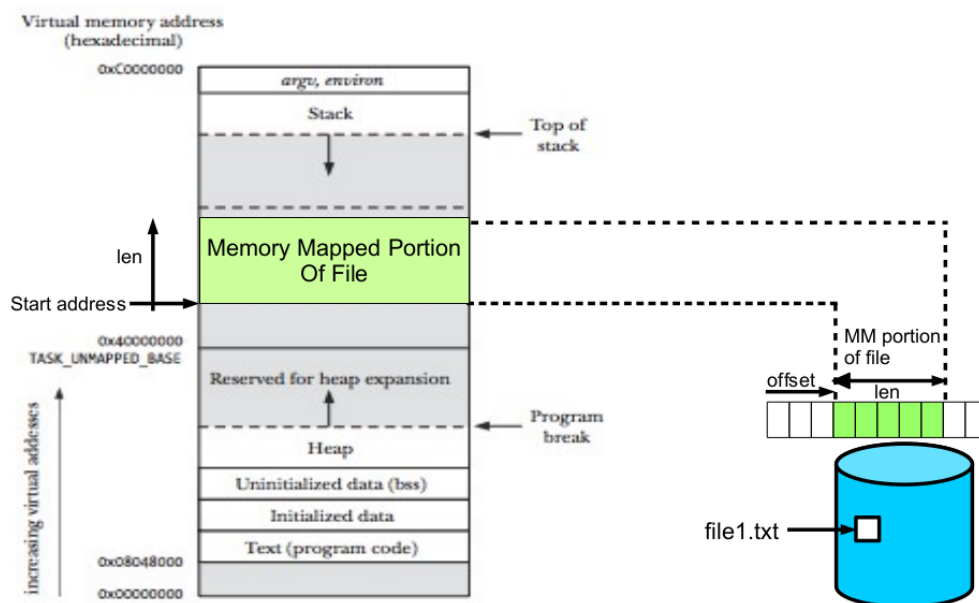 Virtual memory address
(hexadecimal)
0xC0000000
argv, environ
Stack
Top of
stack
len
Memory Mapped Portion
Of File
Start address
0x40000000
TASK_UNMAPPED_BASE
MM portion
of file
Reserved for heap expansion
offset
len
Program
break
Heap
increasing virtual addesses
Uninitialized data (bss)
Initialized data
Text (program code)
file1.txt
0x08048000
0x00000000